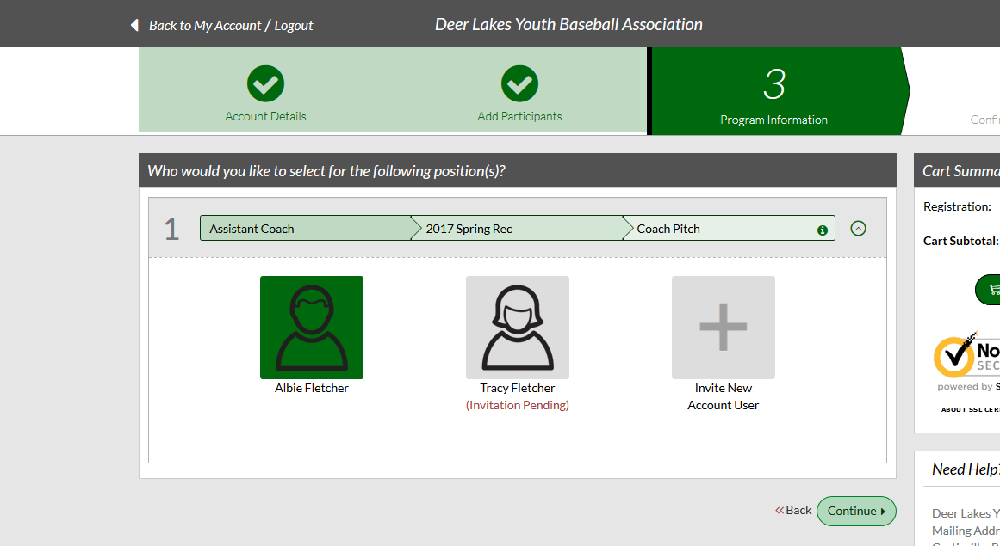 Back to My Account / Logout
Deer Lakes Youth Baseball Association
Account Details
Add Participants
3
Program Information
Who would you like to select for the following position(s)?
1
Assistant Coach
2017 Spring Rec
Coach Pitch
Albie Fletcher
Tracy Fletcher
(Invitation Pending)
Invite New
Account User
«Back
Continue
Cart Summa
Registration:
Cart Subtotal:
No
SEC
powered by S
ABOUT SSL CERT
Need Help?
Deer Lakes Y
Mailing Addr